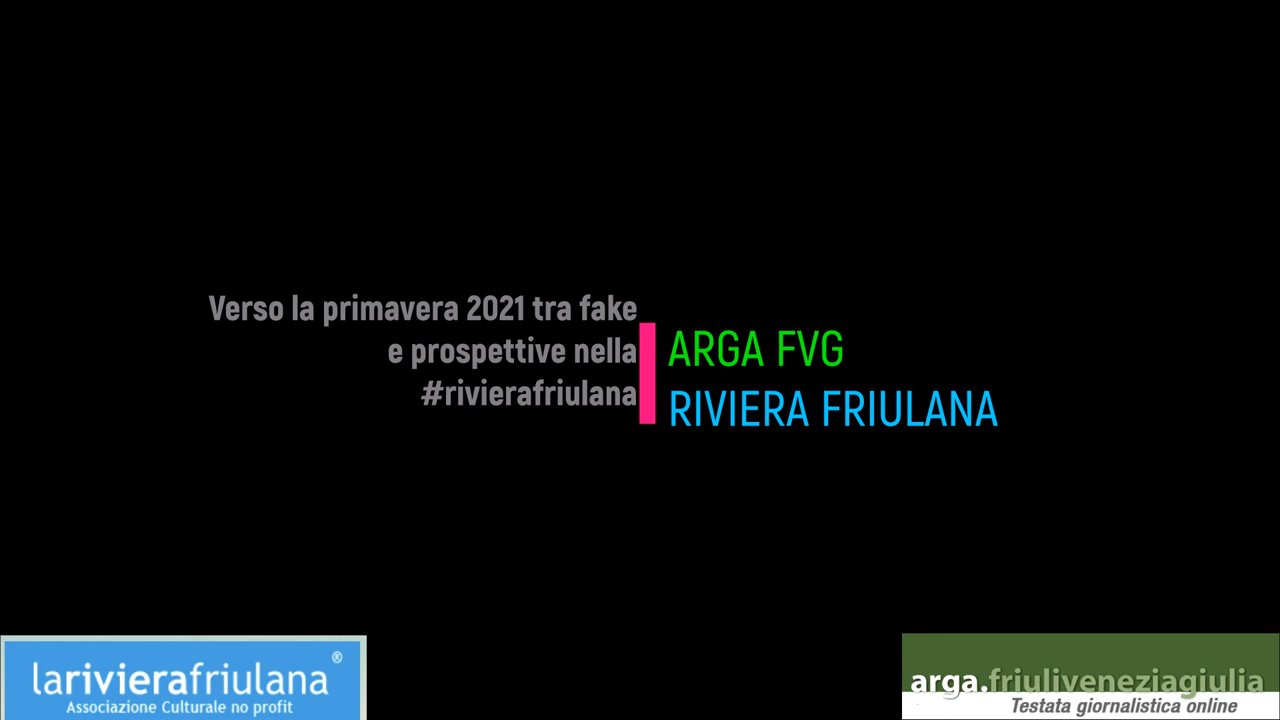 Verso la primavera 2021 tra fake
e prospettive nella
#rivierafriulana
ARGA FVG
RIVIERA FRIULANA
larivierafriulana®
Associazione Culturale no profit
arga.friuliveneziagiulia
Testata giornalistica online